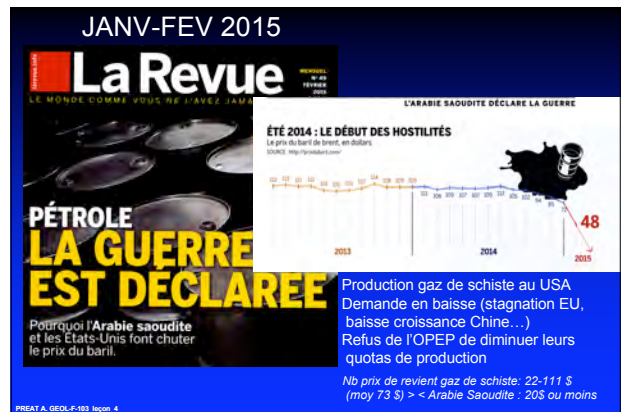 JANV-FEV 2015
larevue.info
La Revue
MENSUEL
N° 49
FÉVRIER
2015
LE MONDE COMME VOUS NE L'AVEZ JAMA
PÉTROLE
LA GUERRE
EST DÉCLARÉE
Pourquoi l'Arabie saoudite
et les États-Unis font chuter
le prix du baril.
L'ARABIE SAOUDITE DÉCLARE LA GUERRE
ÉTÉ 2014 : LE DÉBUT DES HOSTILITÉS
Le prix du baril de brent, en dollars
48
2013
2014
2015
Production gaz de schiste au USA
Demande en baisse (stagnation EU,
baisse croissance Chine…)
Refus de l'OPEP de diminuer leurs
quotas de production
Nb prix de revient gaz de schiste: 22-111 $
(moy 73 $) > < Arabie Saoudite : 20$ ou moins
PREAT A. GEOL-F-103 leçon 4